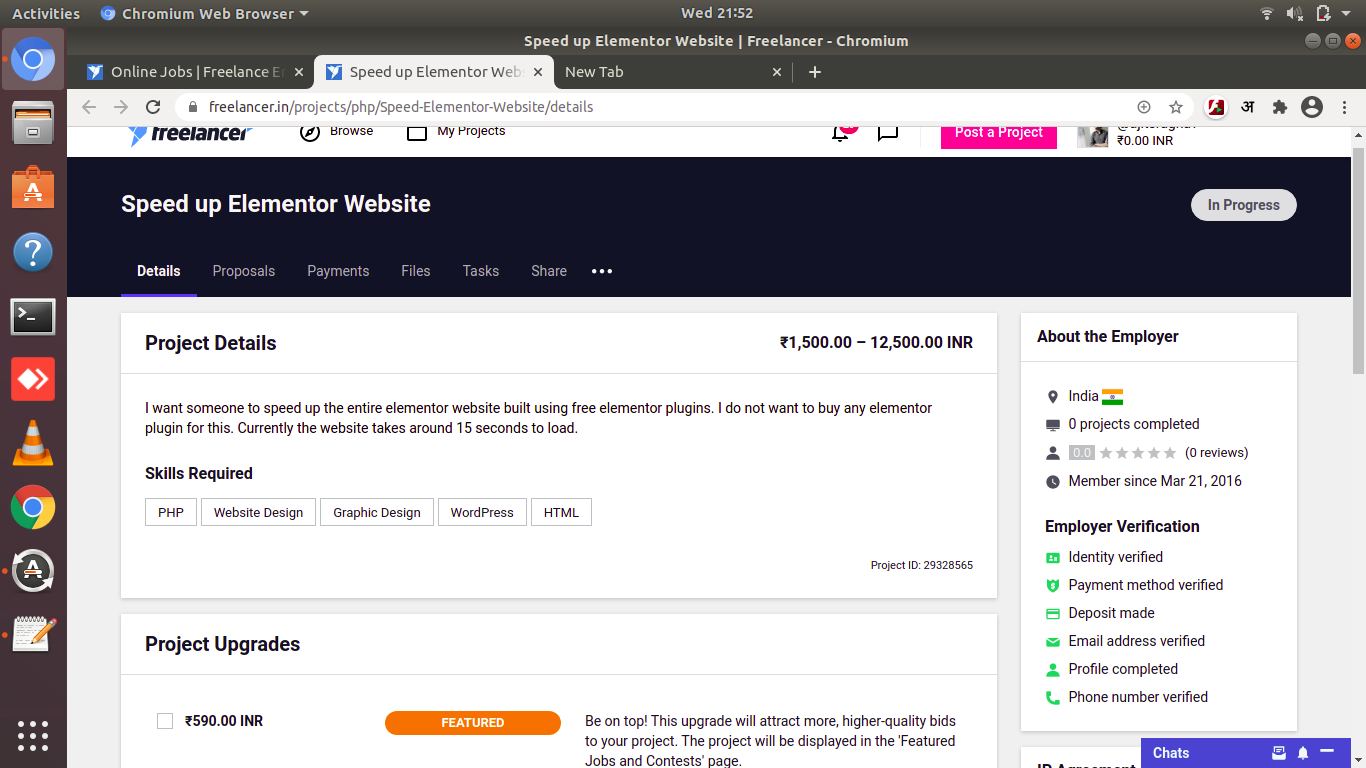 Activities Chromium Web Browser Wed 21:52
Speed up Elementor Website | Freelancer - Chromium
Online Jobs | Freelance Em Speed up Elementor Webs New Tab
freelancer.in/projects/php/Speed-Elementor-Website/details अ
freelancer Browse My Projects Post a Project
₹0.00 INR
Speed up Elementor Website In Progress
Details Proposals Payments Files Tasks Share •••
Project Details ₹1,500.00 – 12,500.00 INR
I want someone to speed up the entire elementor website built using free elementor plugins. I do not want to buy any elementor
plugin for this. Currently the website takes around 15 seconds to load.
Skills Required
PHP Website Design Graphic Design WordPress HTML
Project ID: 29328565
Project Upgrades
₹590.00 INR FEATURED Be on top! This upgrade will attract more, higher-quality bids
to your project. The project will be displayed in the 'Featured
Jobs and Contests' page.
About the Employer
India
0 projects completed
0.0 (0 reviews)
Member since Mar 21, 2016
Employer Verification
Identity verified
Payment method verified
Deposit made
Email address verified
Profile completed
Phone number verified
Chats